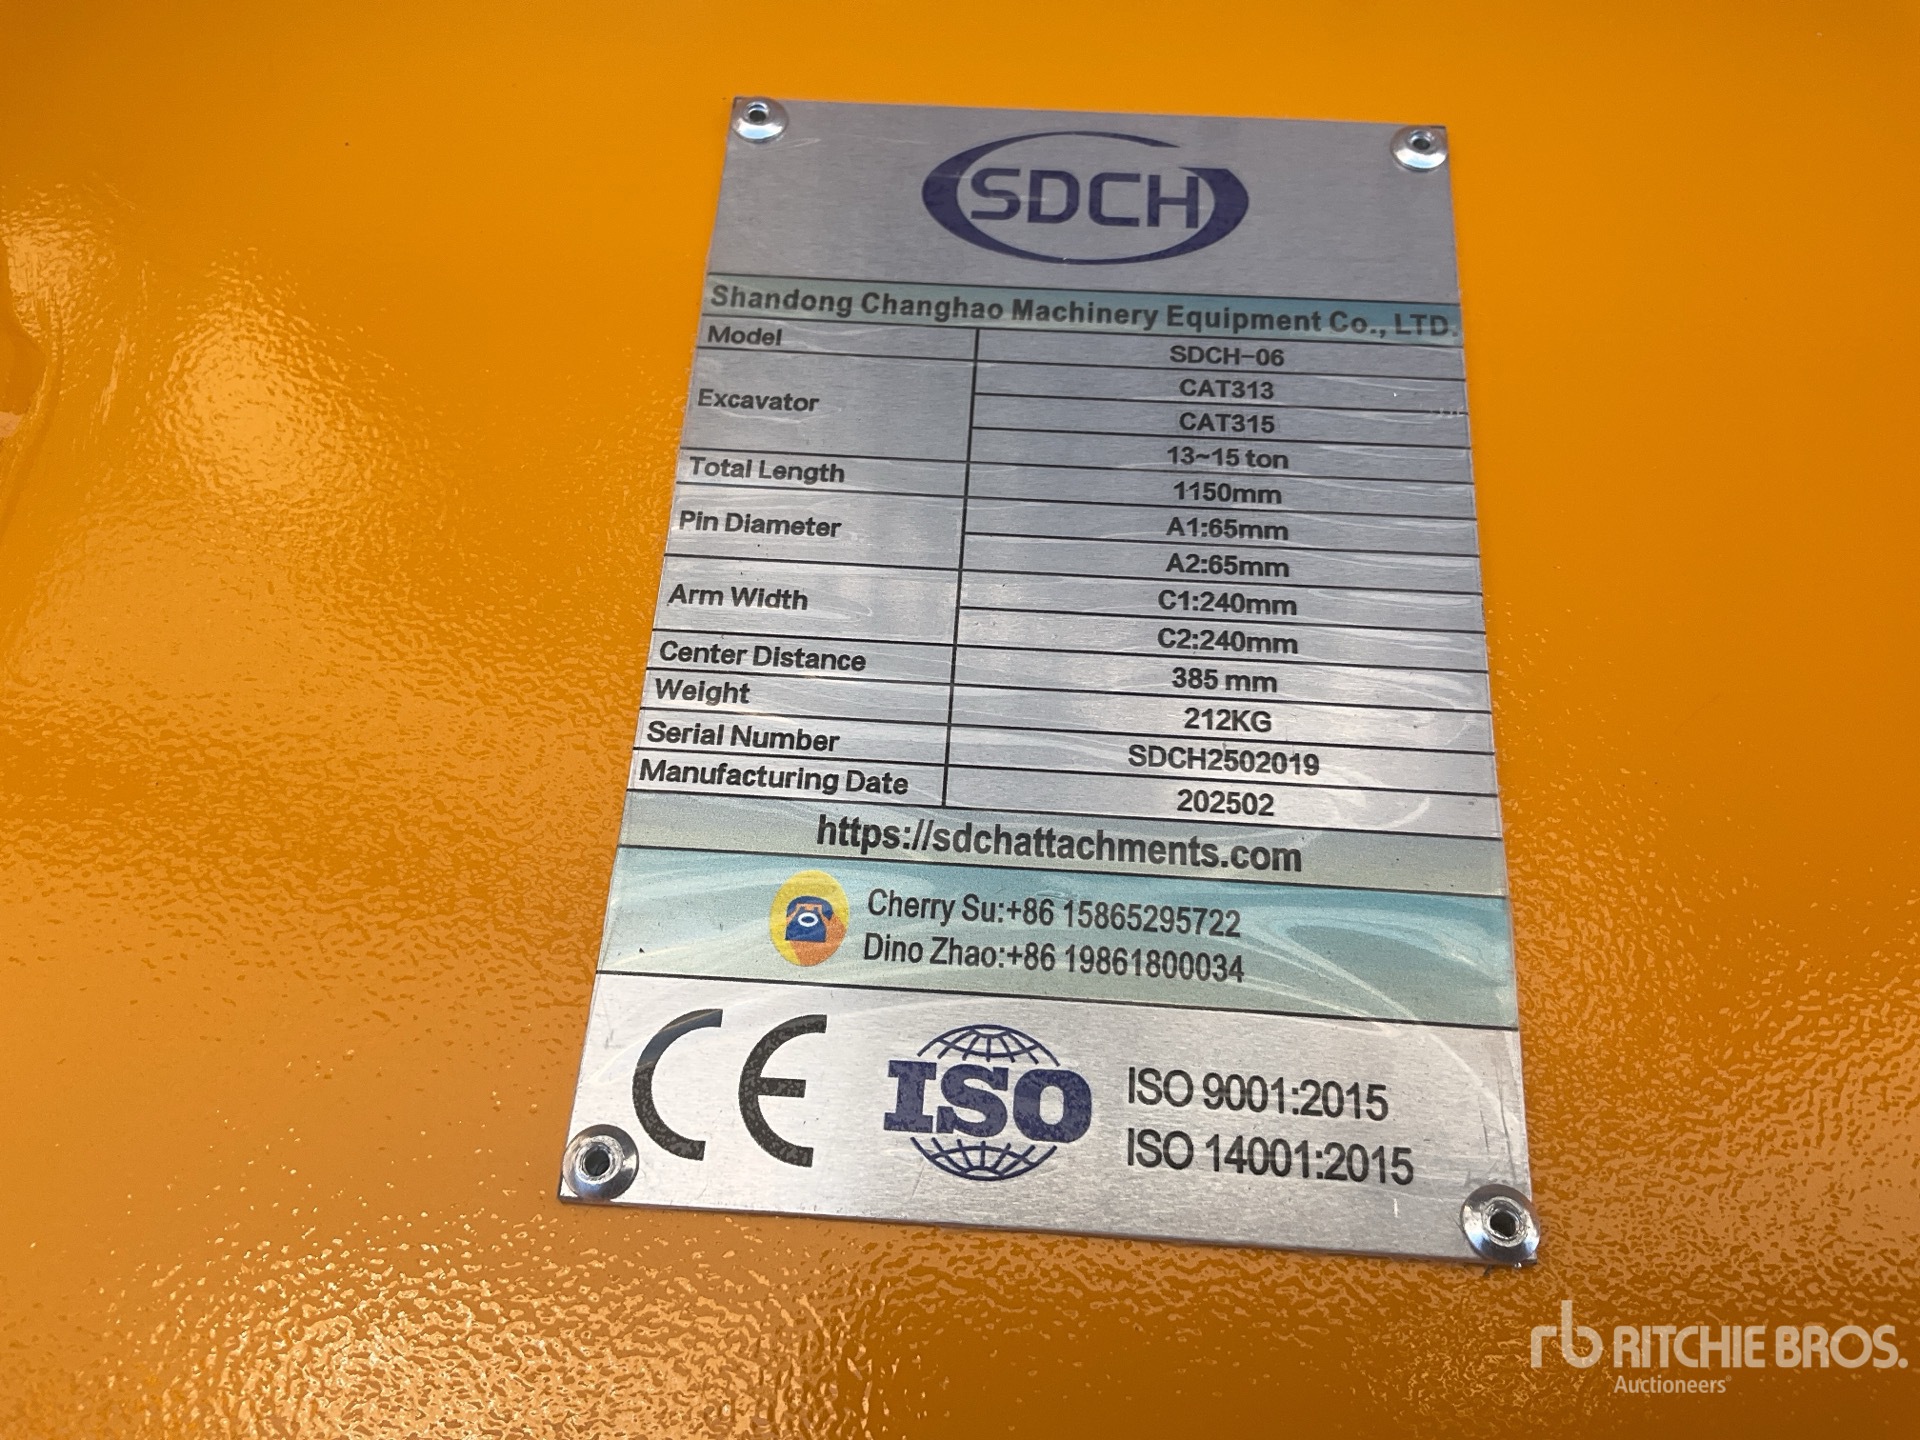 SDCH
Shandong Changhao Machinery Equipment Co., LTD.
Model SDCH-06
Excavator CAT313
CAT315
13~15 ton
Total Length 1150mm
Pin Diameter A1:65mm
A2:65mm
Arm Width C1:240mm
C2:240mm
Center Distance 385 mm
Weight 212KG
Serial Number SDCH2502019
Manufacturing Date 202502
https://sdchattachments.com
Cherry Su:+86 15865295722
Dino Zhao:+86 19861800034
CE ISO ISO 9001:2015
ISO 14001:2015
rb RITCHIE BROS.
Auctioneers